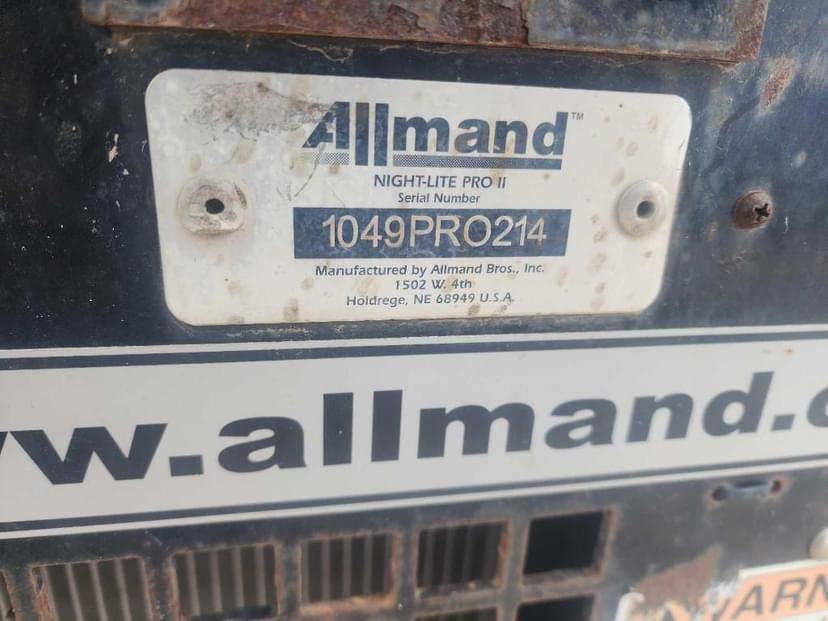 Allmand™
NIGHT-LITE PRO II
Serial Number
1049PRO214
Manufactured by Allmand Bros., Inc.
1502 W. 4th
Holdrege, NE 68949 U.S.A.
w.allmand.c
WARN